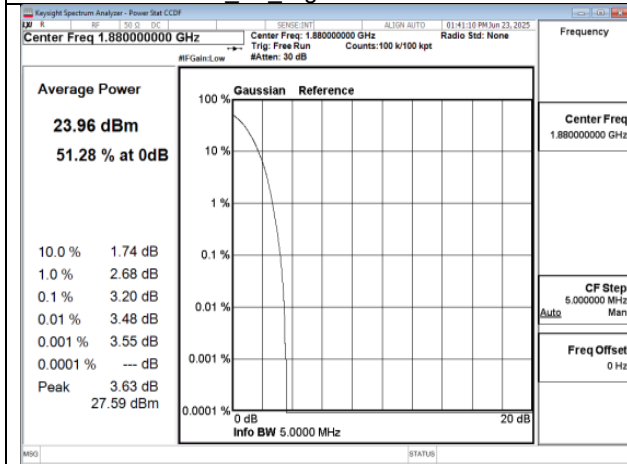 Keysight Spectrum Analyzer - Power Stat CCDF
R RF 50 Ω DC SENSE:INT ALIGN AUTO 01:41:10 PM Jun 23, 2025
Center Freq 1.880000000 GHz
Center Freq: 1.880000000 GHz Radio Std: None
Trig: Free Run Counts:100 k/100 kpt
#IFGain:Low #Atten: 30 dB
Frequency
Average Power
23.96 dBm
51.28 % at 0dB
10.0 % 1.74 dB
1.0 % 2.68 dB
0.1 % 3.20 dB
0.01 % 3.48 dB
0.001 % 3.55 dB
0.0001 % --- dB
Peak 3.63 dB
27.59 dBm
Gaussian Reference
100 %
10 %
1 %
0.1 %
0.01 %
0.001 %
0.0001 %
0 dB 20 dB
Info BW 5.0000 MHz
Center Freq
1.880000000 GHz
CF Step
5.000000 MHz
Auto Man
Freq Offset
0 Hz
MSG STATUS